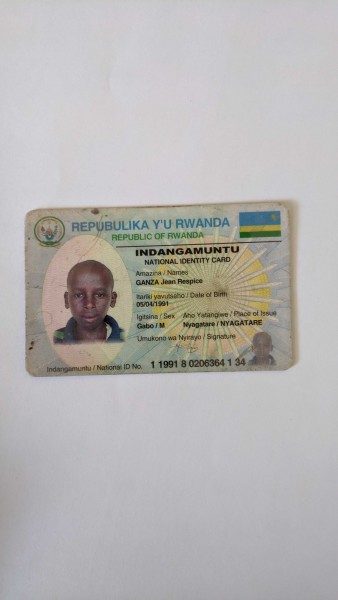 REPUBULIKA Y'U RWANDA
REPUBLIC OF RWANDA
INDANGAMUNTU
NATIONAL IDENTITY CARD
Amazina / Names
GANZA Jean Respice
Itariki yavutseho / Date of Birth
05/04/1991
Igitsina / Sex Aho Yatangiwe / Place of Issue
Gabo / M Nyagatare / NYAGATARE
Umukono wa Nyirayo / Signature
Indangamuntu / National ID No. 1 1991 8 0206364 1 34